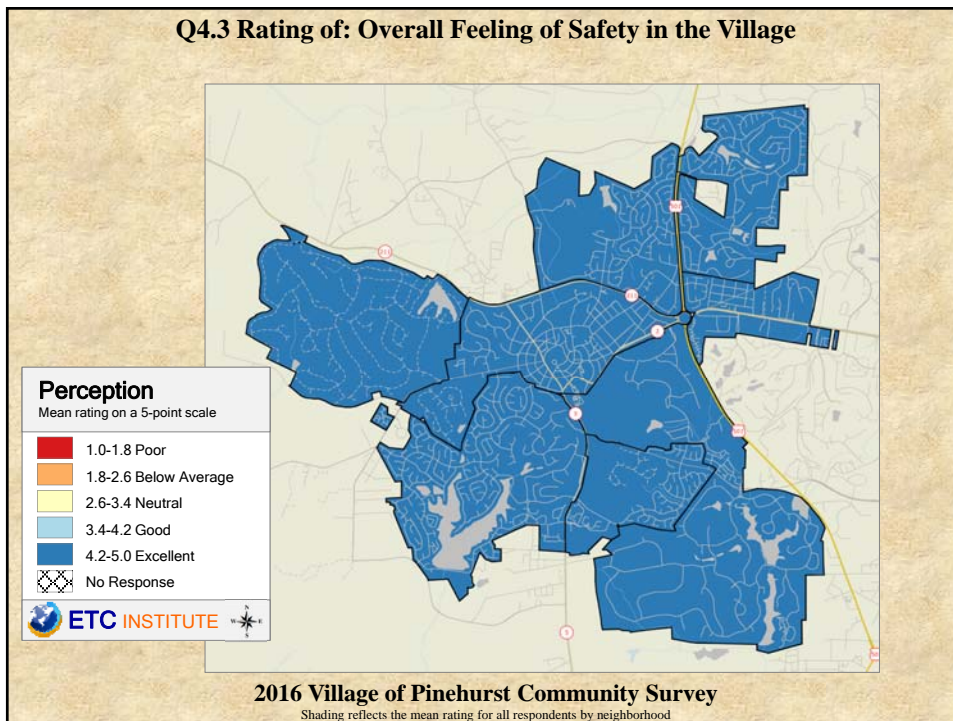 Q4.3 Rating of: Overall Feeling of Safety in the Village
211
5
Perception
Mean rating on a 5-point scale
1.0-1.8 Poor
1.8-2.6 Below Average
2.6-3.4 Neutral
3.4-4.2 Good
4.2-5.0 Excellent
No Response
ETC INSTITUTE
N
W E
S
2016 Village of Pinehurst Community Survey
Shading reflects the mean rating for all respondents by neighborhood